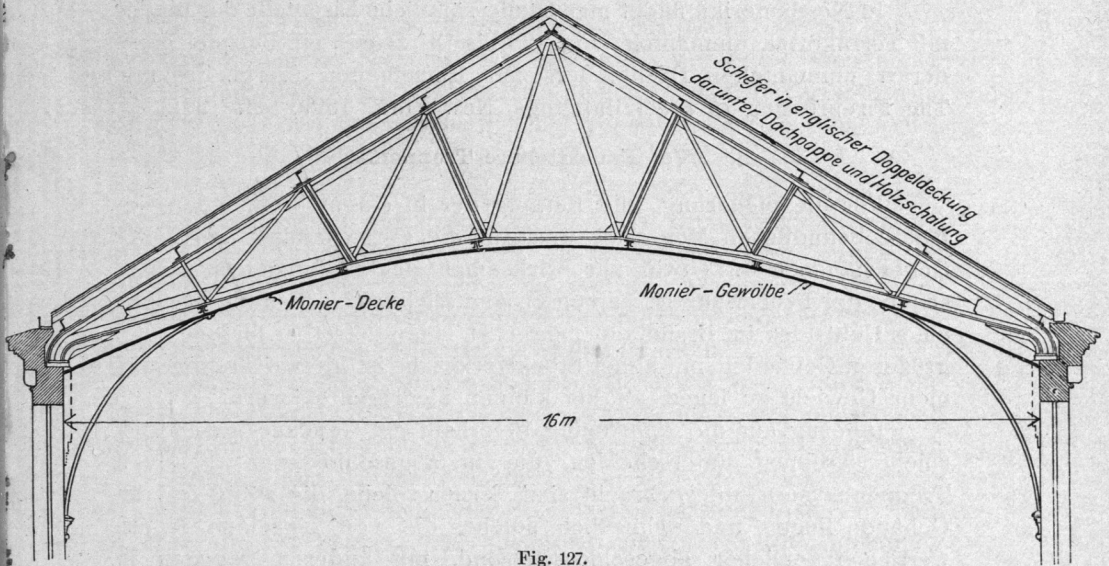 Schiefer in englischer Doppeldeckung
darunter Dachpappe und Holzschalung
Monier-Decke
Monier-Gewölbe
16m
Fig. 127.